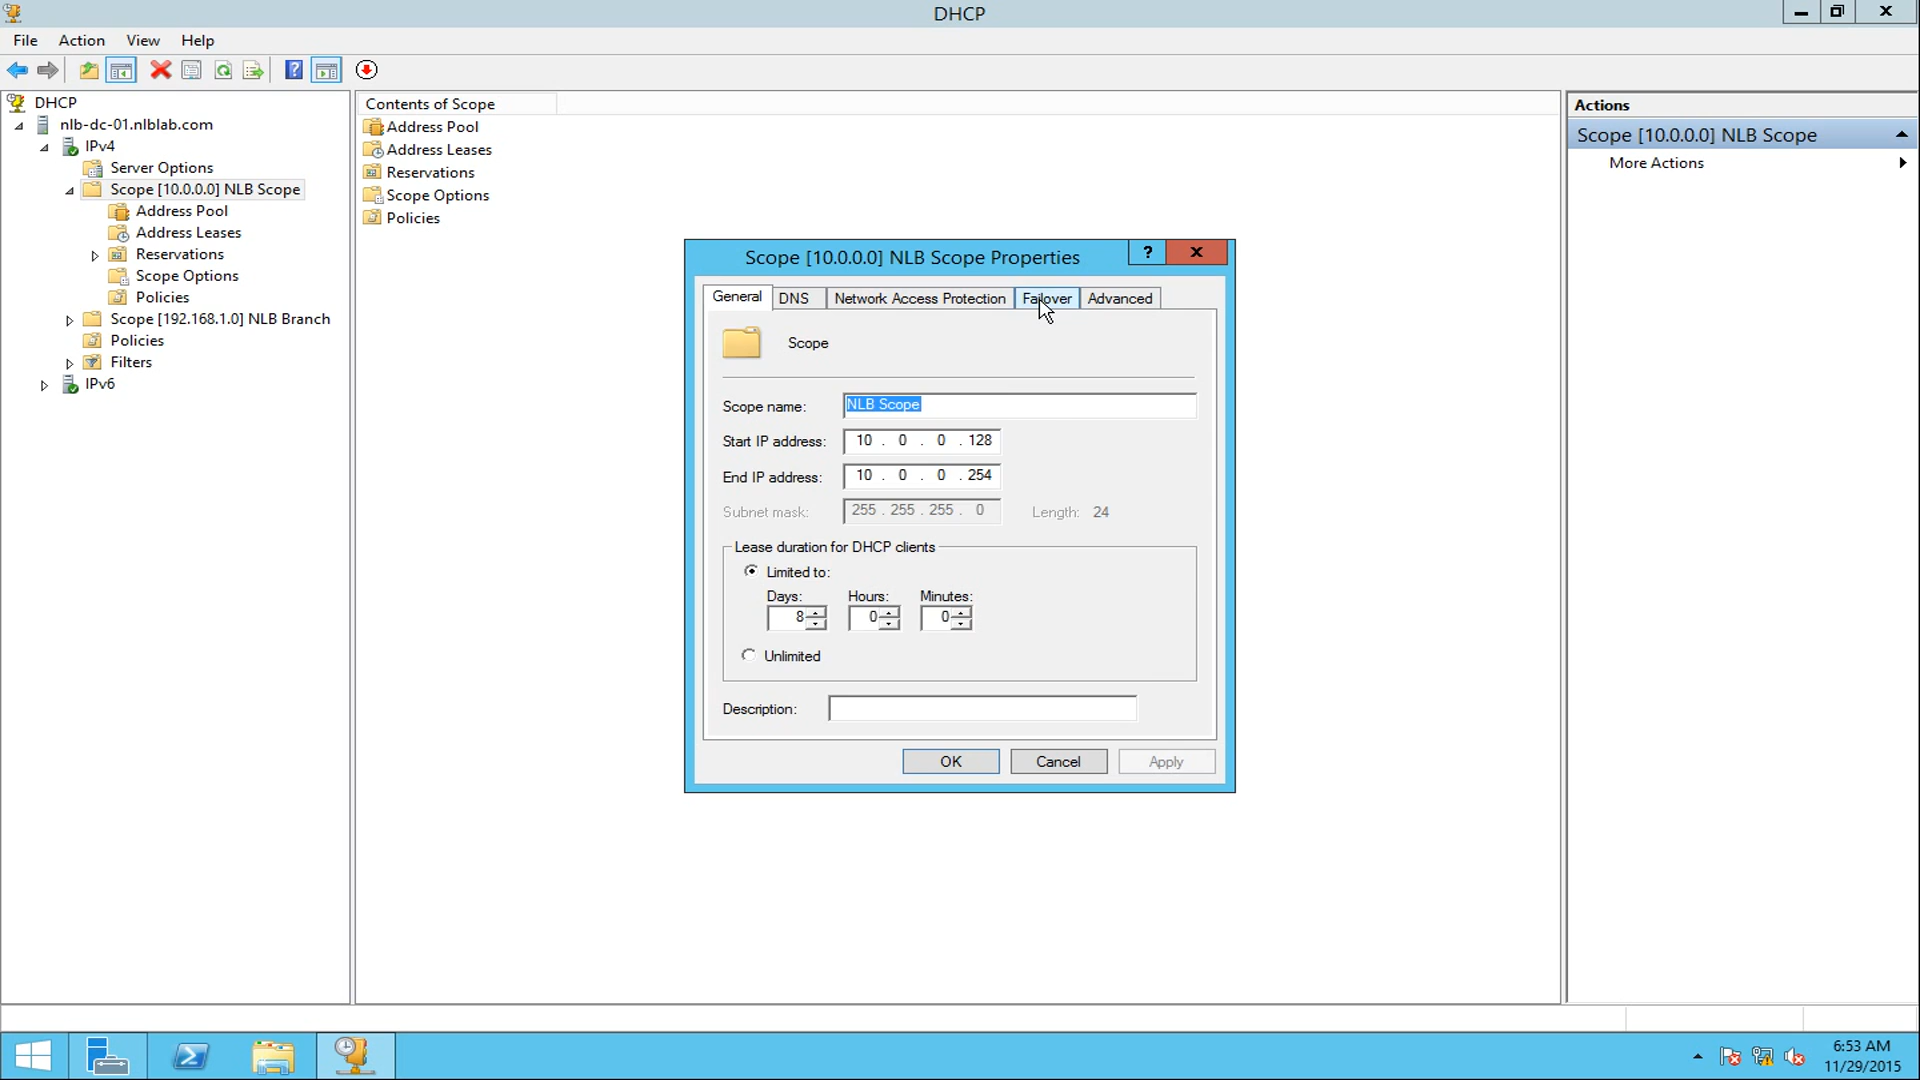 DHCP
File Action View Help
DHCP
nlb-dc-01.nlblab.com
IPv4
Server Options
Scope [10.0.0.0] NLB Scope
Address Pool
Address Leases
Reservations
Scope Options
Policies
Scope [192.168.1.0] NLB Branch
Policies
Filters
IPv6
Contents of Scope
Address Pool
Address Leases
Reservations
Scope Options
Policies
Actions
Scope [10.0.0.0] NLB Scope
More Actions
Scope [10.0.0.0] NLB Scope Properties
?
General DNS Network Access Protection Failover Advanced
Scope
Scope name: NLB Scope
Start IP address: 10 . 0 . 0 . 128
End IP address: 10 . 0 . 0 . 254
Subnet mask: 255 . 255 . 255 . 0 Length: 24
Lease duration for DHCP clients
Limited to:
Days: Hours: Minutes:
8 0 0
Unlimited
Description:
OK Cancel Apply
6:53 AM
11/29/2015